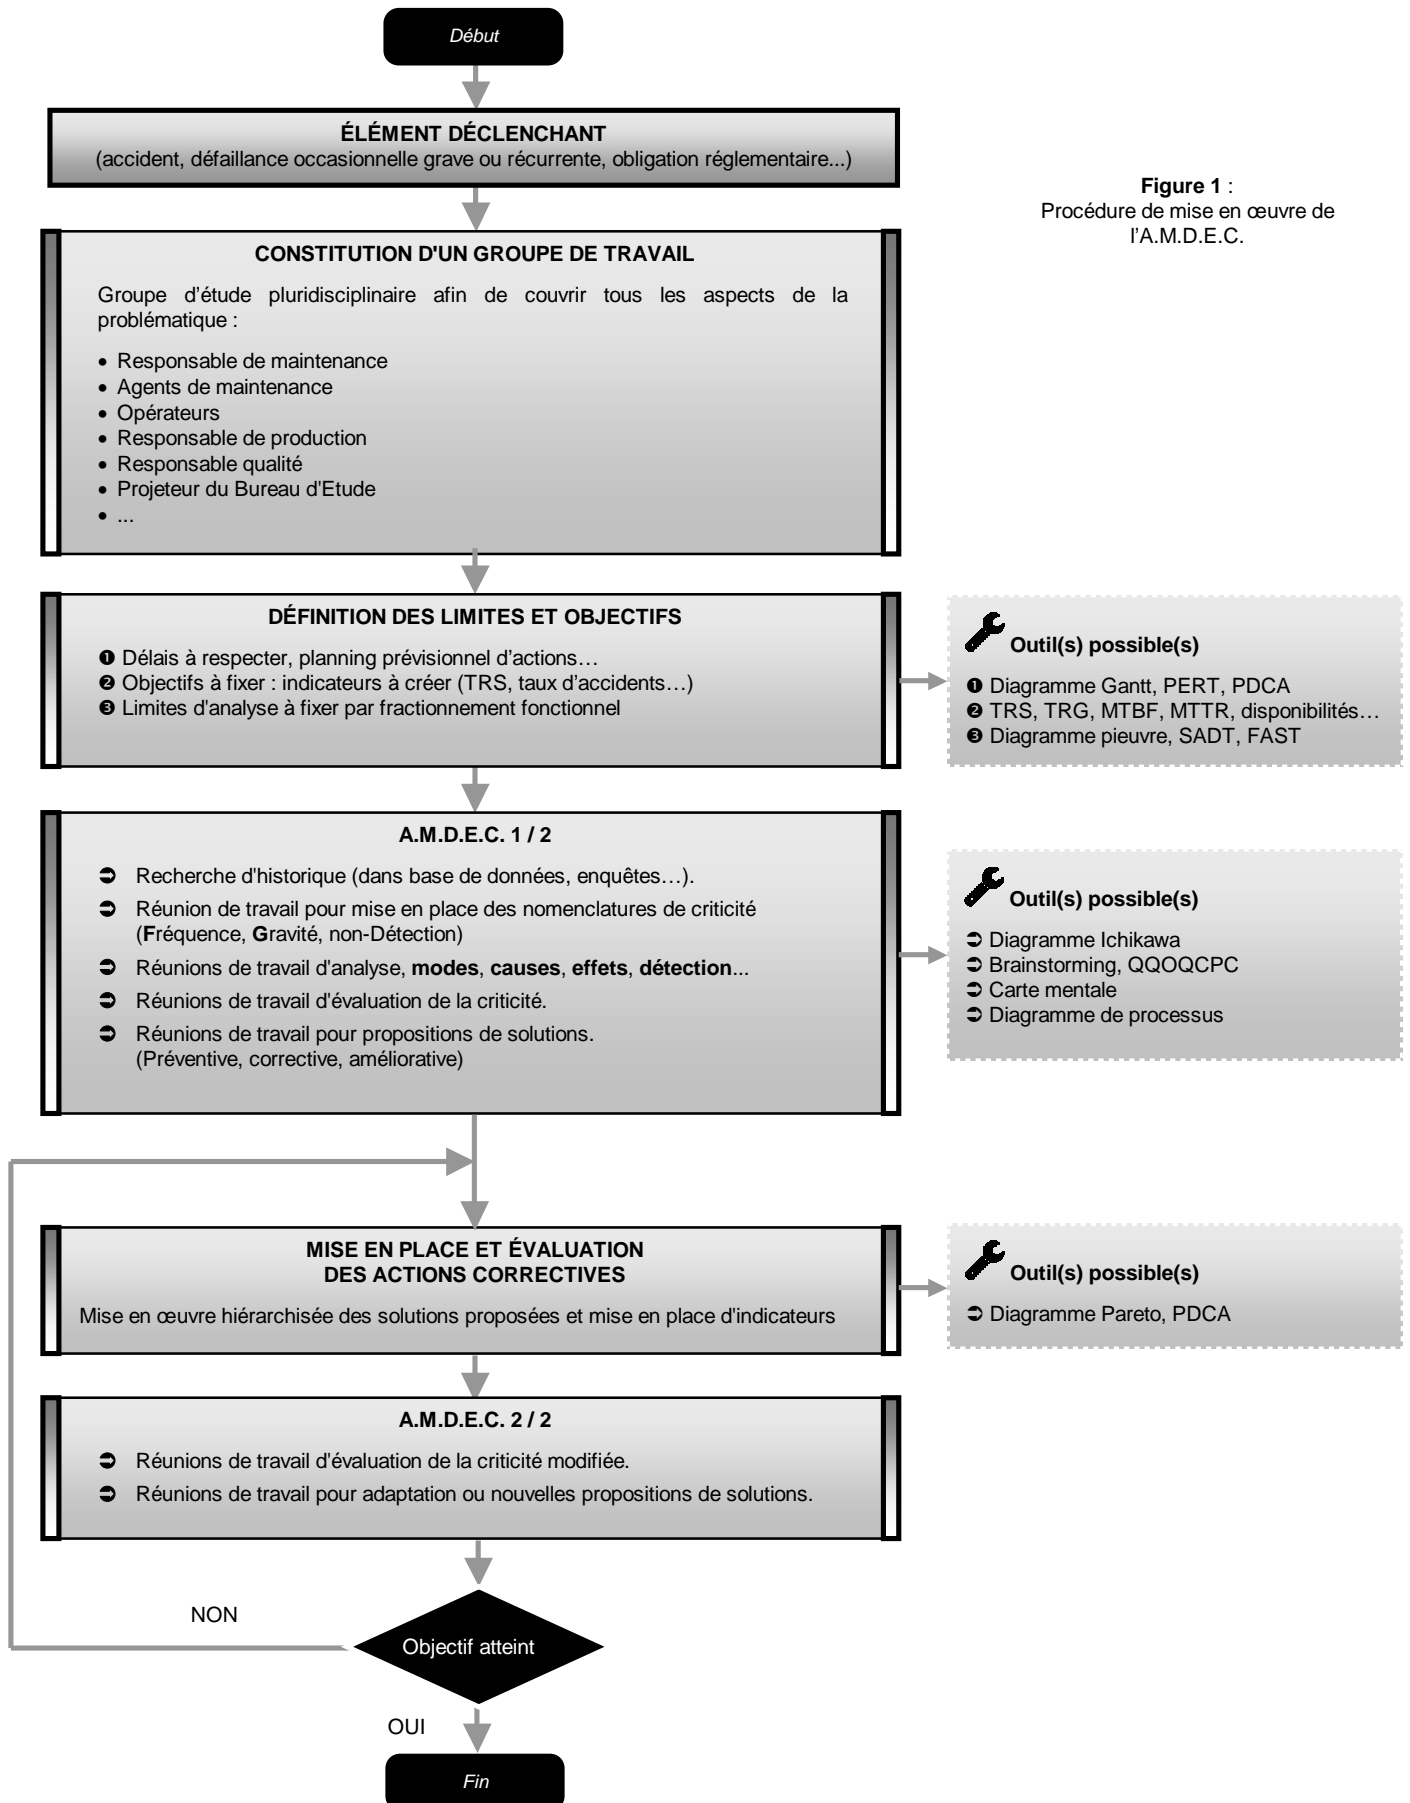 Début
ÉLÉMENT DÉCLENCHANT
(accident, défaillance occasionnelle grave ou récurrente, obligation réglementaire...)
Figure 1 :
Procédure de mise en œuvre de
l'A.M.D.E.C.
CONSTITUTION D'UN GROUPE DE TRAVAIL
Groupe d'étude pluridisciplinaire afin de couvrir tous les aspects de la
problématique :
• Responsable de maintenance
• Agents de maintenance
• Opérateurs
• Responsable de production
• Responsable qualité
• Projeteur du Bureau d'Etude
• ...
DÉFINITION DES LIMITES ET OBJECTIFS
❶ Délais à respecter, planning prévisionnel d'actions…
❷ Objectifs à fixer : indicateurs à créer (TRS, taux d'accidents…)
❸ Limites d'analyse à fixer par fractionnement fonctionnel
Outil(s) possible(s)
❶ Diagramme Gantt, PERT, PDCA
❷ TRS, TRG, MTBF, MTTR, disponibilités…
❸ Diagramme pieuvre, SADT, FAST
A.M.D.E.C. 1 / 2
➲ Recherche d'historique (dans base de données, enquêtes…).
➲ Réunion de travail pour mise en place des nomenclatures de criticité
(Fréquence, Gravité, non-Détection)
➲ Réunions de travail d'analyse, modes, causes, effets, détection...
➲ Réunions de travail d'évaluation de la criticité.
➲ Réunions de travail pour propositions de solutions.
(Préventive, corrective, améliorative)
Outil(s) possible(s)
➲ Diagramme Ichikawa
➲ Brainstorming, QQOQCPC
➲ Carte mentale
➲ Diagramme de processus
MISE EN PLACE ET ÉVALUATION
DES ACTIONS CORRECTIVES
Mise en œuvre hiérarchisée des solutions proposées et mise en place d'indicateurs
Outil(s) possible(s)
➲ Diagramme Pareto, PDCA
A.M.D.E.C. 2 / 2
➲ Réunions de travail d'évaluation de la criticité modifiée.
➲ Réunions de travail pour adaptation ou nouvelles propositions de solutions.
NON
Objectif atteint
OUI
Fin